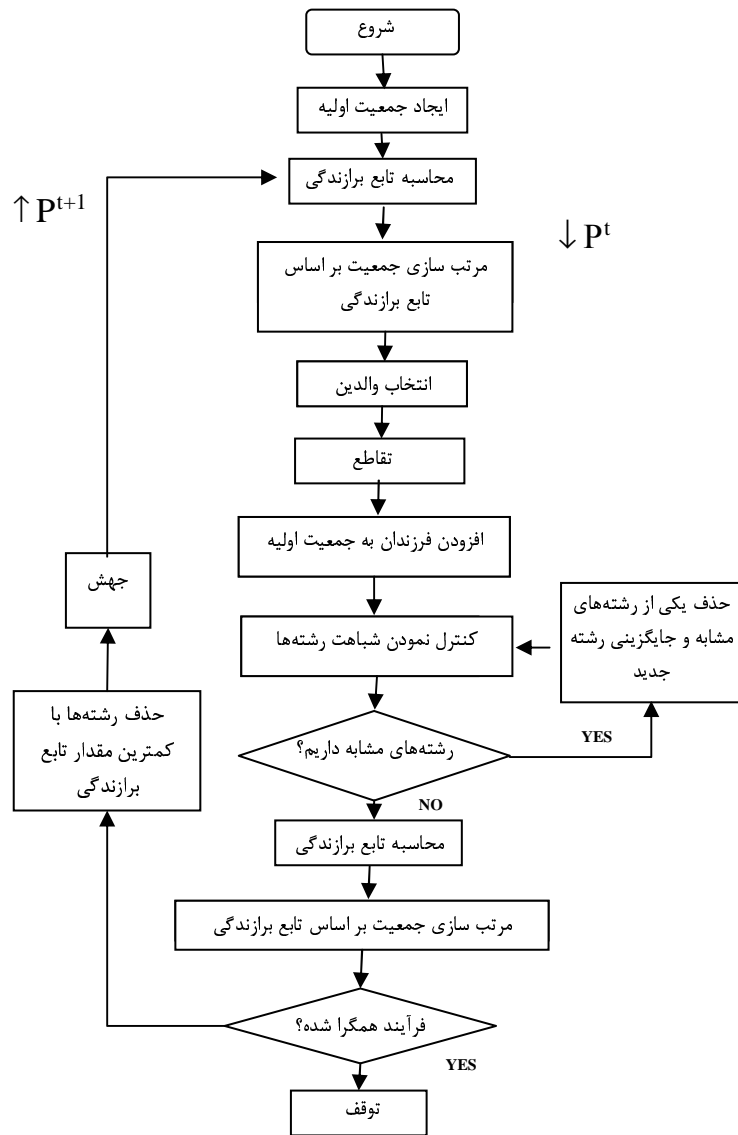 شروع
ایجاد جمعیت اولیه
محاسبه تابع برازندگی
↑ P^t+1
↓ P^t
مرتب سازی جمعیت بر اساس
تابع برازندگی
انتخاب والدین
تقاطع
افزودن فرزندان به جمعیت اولیه
جهش
کنترل نمودن شباهت رشته‌ها
حذف یکی از رشته‌های
مشابه و جایگزینی رشته
جدید
حذف رشته‌ها با
کمترین مقدار تابع
برازندگی
رشته‌های مشابه داریم؟
YES
NO
محاسبه تابع برازندگی
مرتب سازی جمعیت بر اساس تابع برازندگی
فرآیند همگرا شده؟
YES
توقف